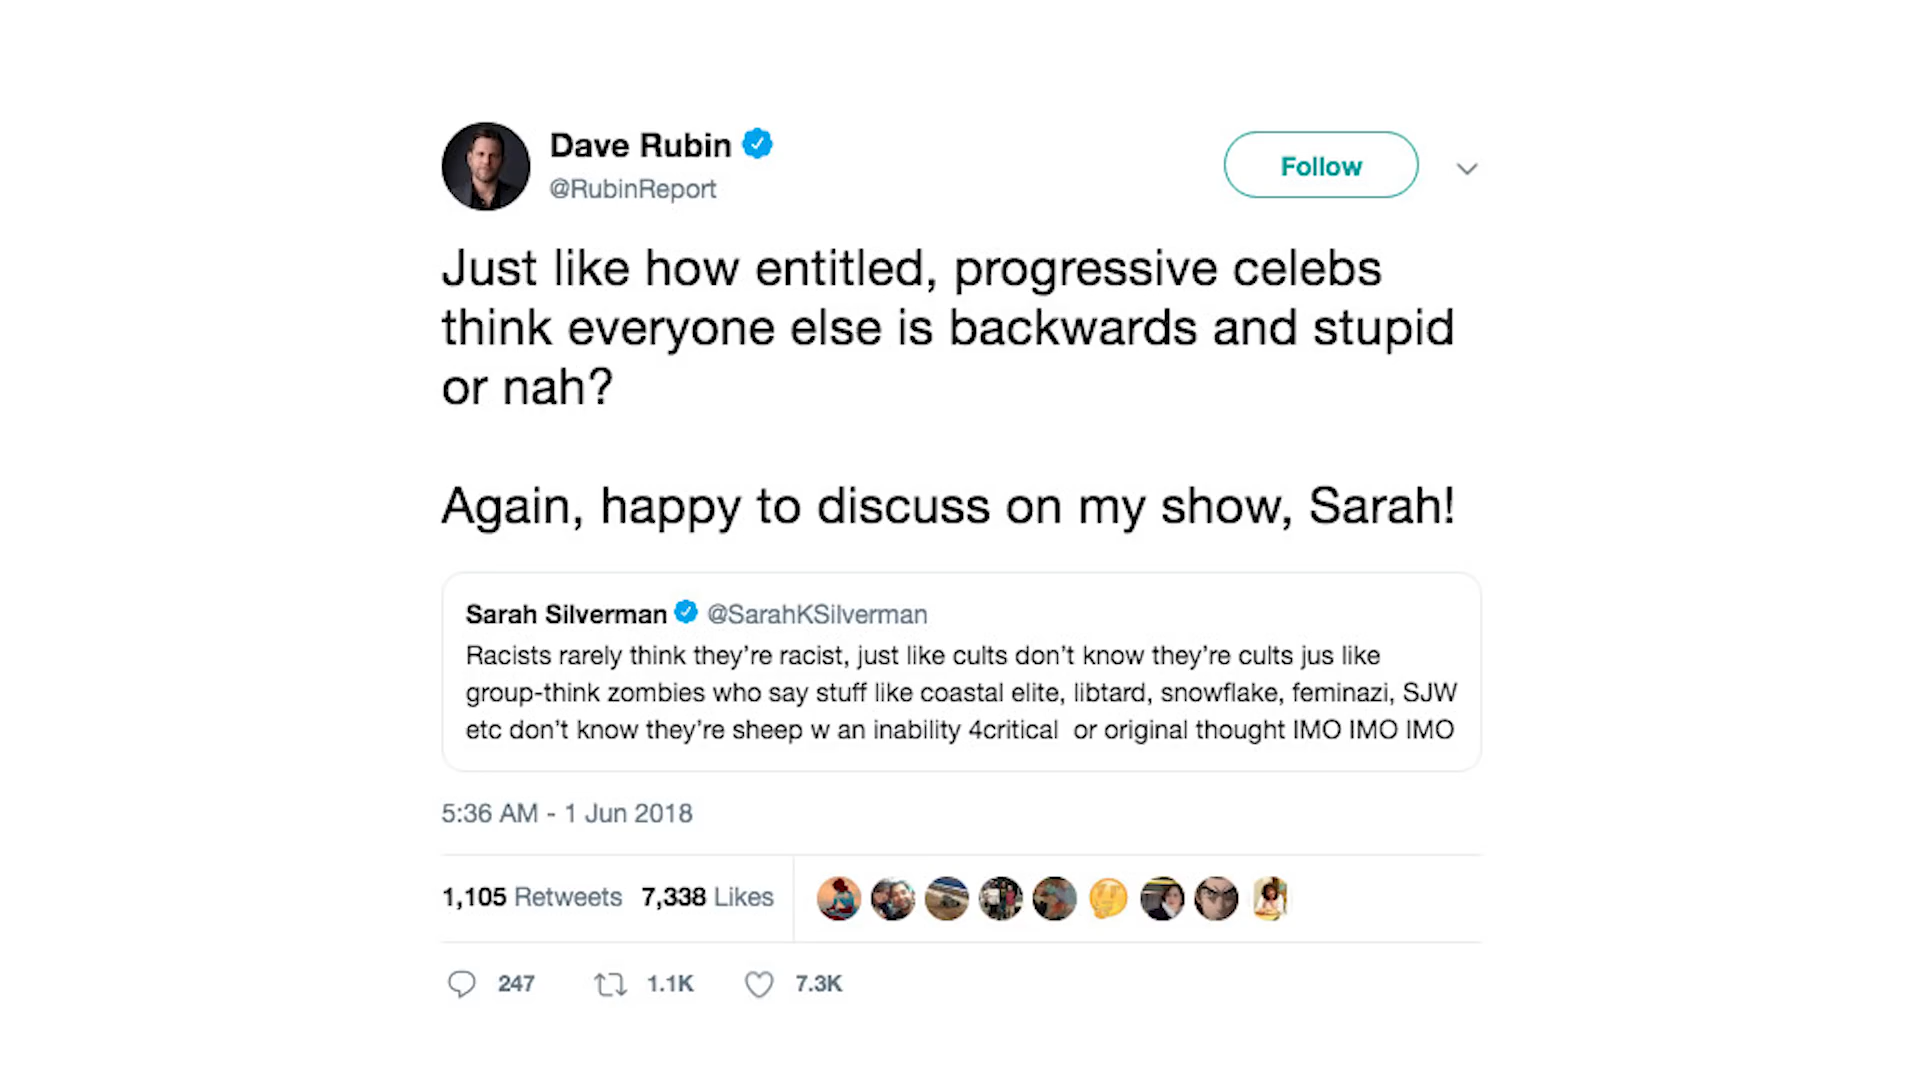 Dave Rubin
@RubinReport
Follow
Just like how entitled, progressive celebs
think everyone else is backwards and stupid
or nah?
Again, happy to discuss on my show, Sarah!
Sarah Silverman @SarahKSilverman
Racists rarely think they're racist, just like cults don't know they're cults jus like
group-think zombies who say stuff like coastal elite, libtard, snowflake, feminazi, SJW
etc don't know they're sheep w an inability 4critical  or original thought IMO IMO IMO
5:36 AM - 1 Jun 2018
1,105 Retweets 7,338 Likes
247 1.1K 7.3K